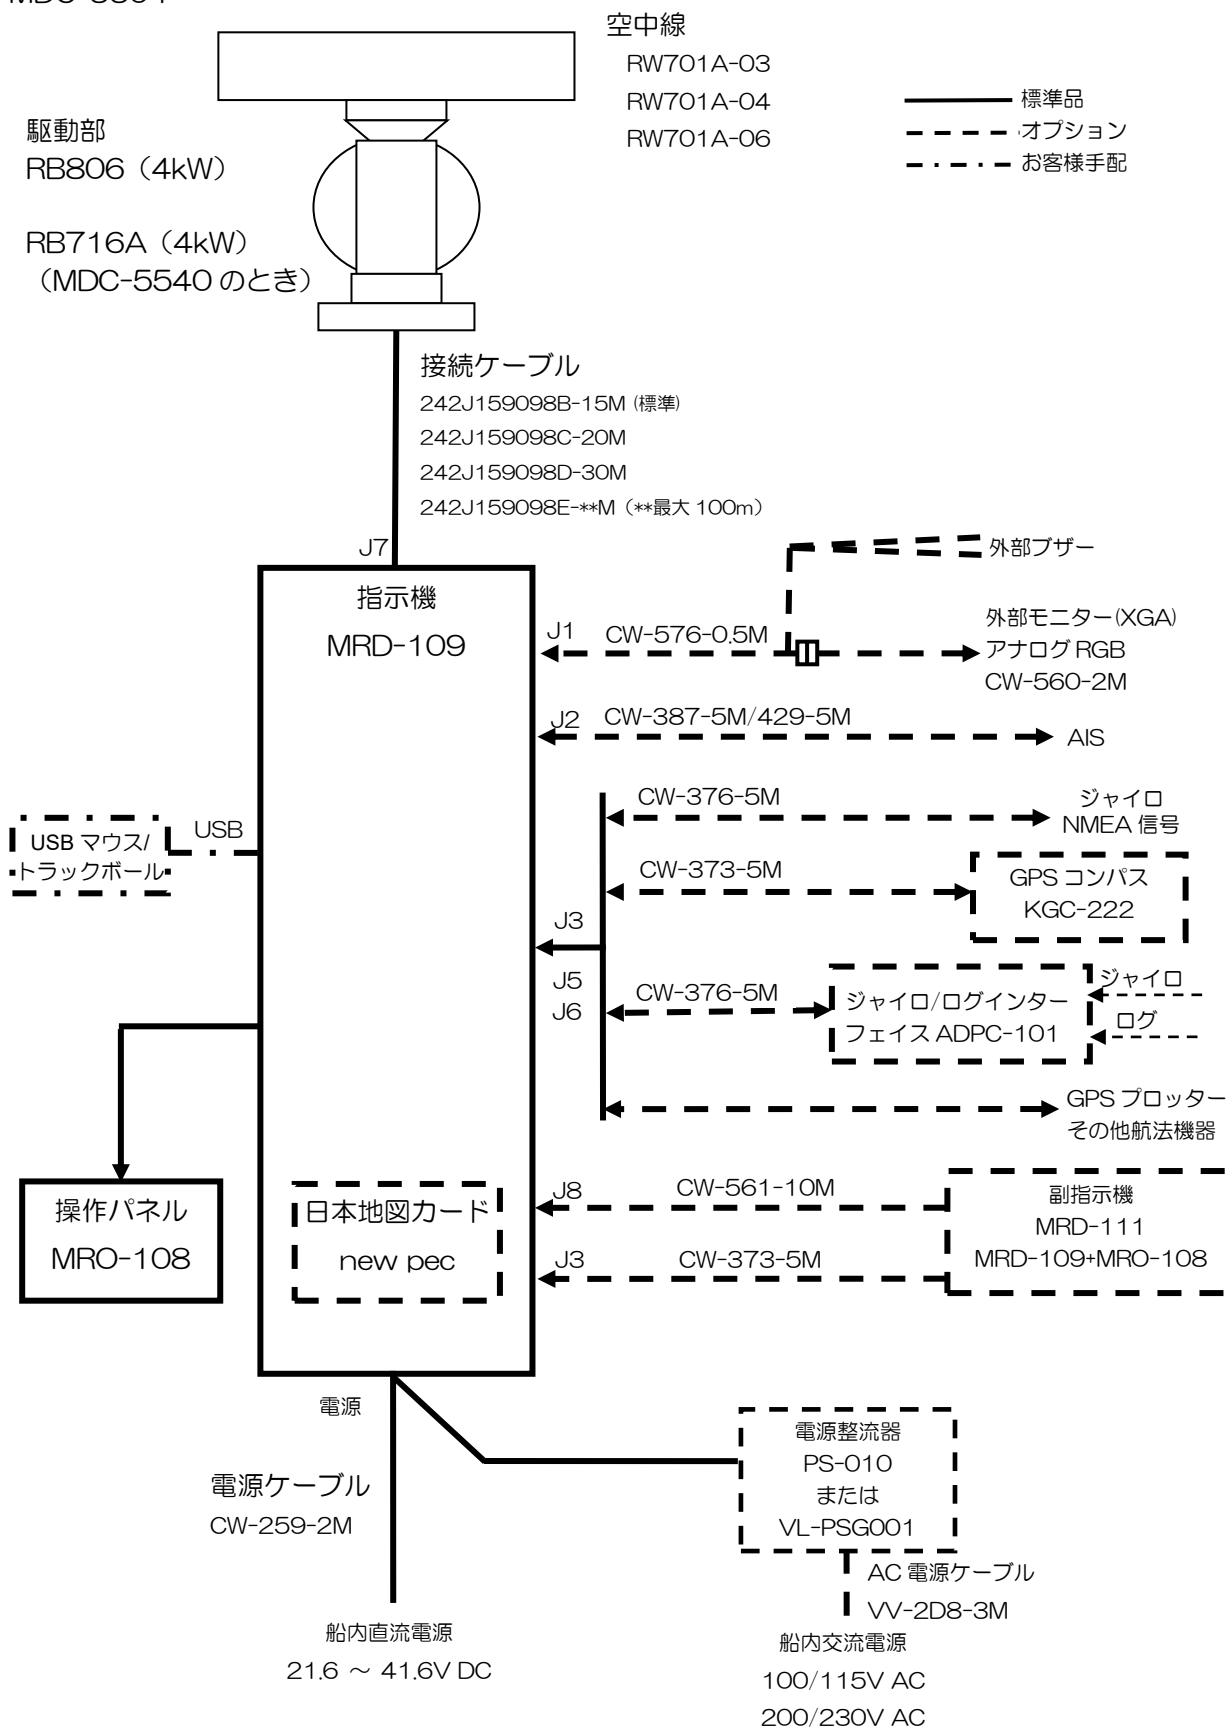 空中線
RW701A-03
RW701A-04
RW701A-06
標準品
オプション
お客様手配
駆動部
RB806（4kW）
RB716A（4kW）
（MDC-5540 のとき）
接続ケーブル
242J159098B-15M (標準)
242J159098C-20M
242J159098D-30M
242J159098E-**M（**最大 100m）
J7
指示機
MRD-109
外部ブザー
J1
CW-576-0.5M
外部モニター(XGA)
アナログ RGB
CW-560-2M
J2
CW-387-5M/429-5M
AIS
USB マウス/
トラックボール
USB
CW-376-5M
ジャイロ
NMEA 信号
CW-373-5M
GPS コンパス
KGC-222
J3
J5
J6
CW-376-5M
ジャイロ/ログインター
フェイス ADPC-101
ジャイロ
ログ
GPS プロッター
その他航法機器
操作パネル
MRO-108
日本地図カード
new pec
J8
CW-561-10M
J3
CW-373-5M
副指示機
MRD-111
MRD-109+MRO-108
電源
電源ケーブル
CW-259-2M
船内直流電源
21.6 ～ 41.6V DC
電源整流器
PS-010
または
VL-PSG001
AC 電源ケーブル
VV-2D8-3M
船内交流電源
100/115V AC
200/230V AC